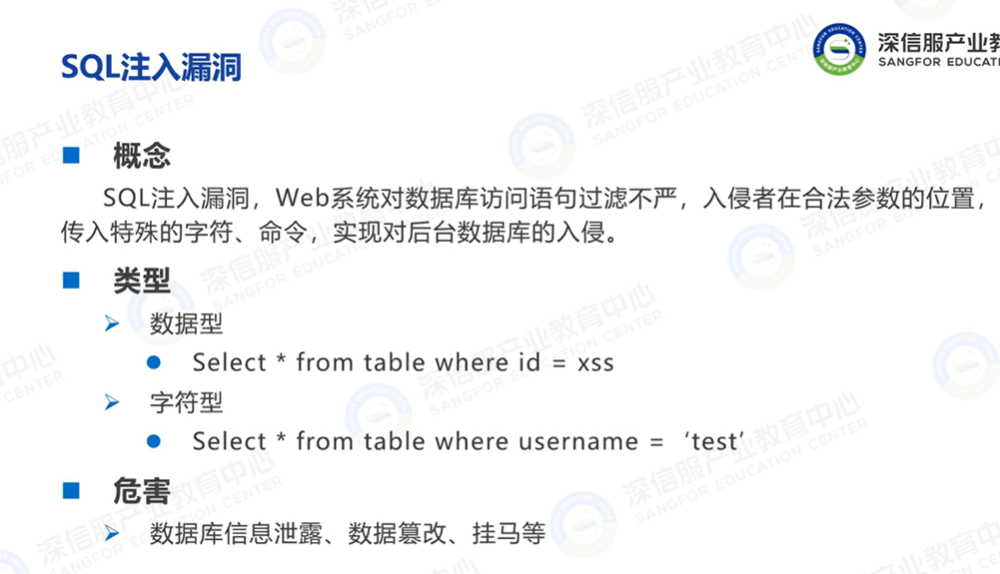 SQL注入漏洞
深信服产业教
SANGFOR EDUCATI
■ 概念
SQL注入漏洞，Web系统对数据库访问语句过滤不严，入侵者在合法参数的位置，
传入特殊的字符、命令，实现对后台数据库的入侵。
■ 类型
➢ 数据型
● Select * from table where id = xss
➢ 字符型
● Select * from table where username = ‘test’
■ 危害
➢ 数据库信息泄露、数据篡改、挂马等